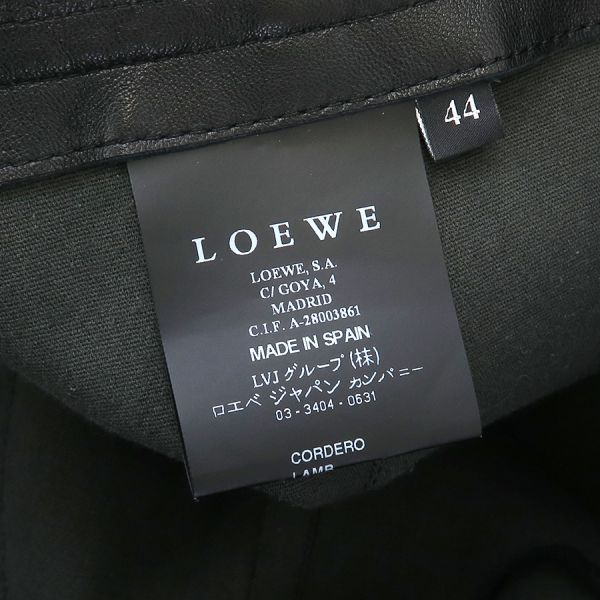 44
LOEWE
LOEWE, S.A.
C/ GOYA, 4
MADRID
C.I.F. A-28003861
MADE IN SPAIN
LVJ グループ (株)
ロエベ ジャパン カンパニー
03-3404-0631
CORDERO
LAMB